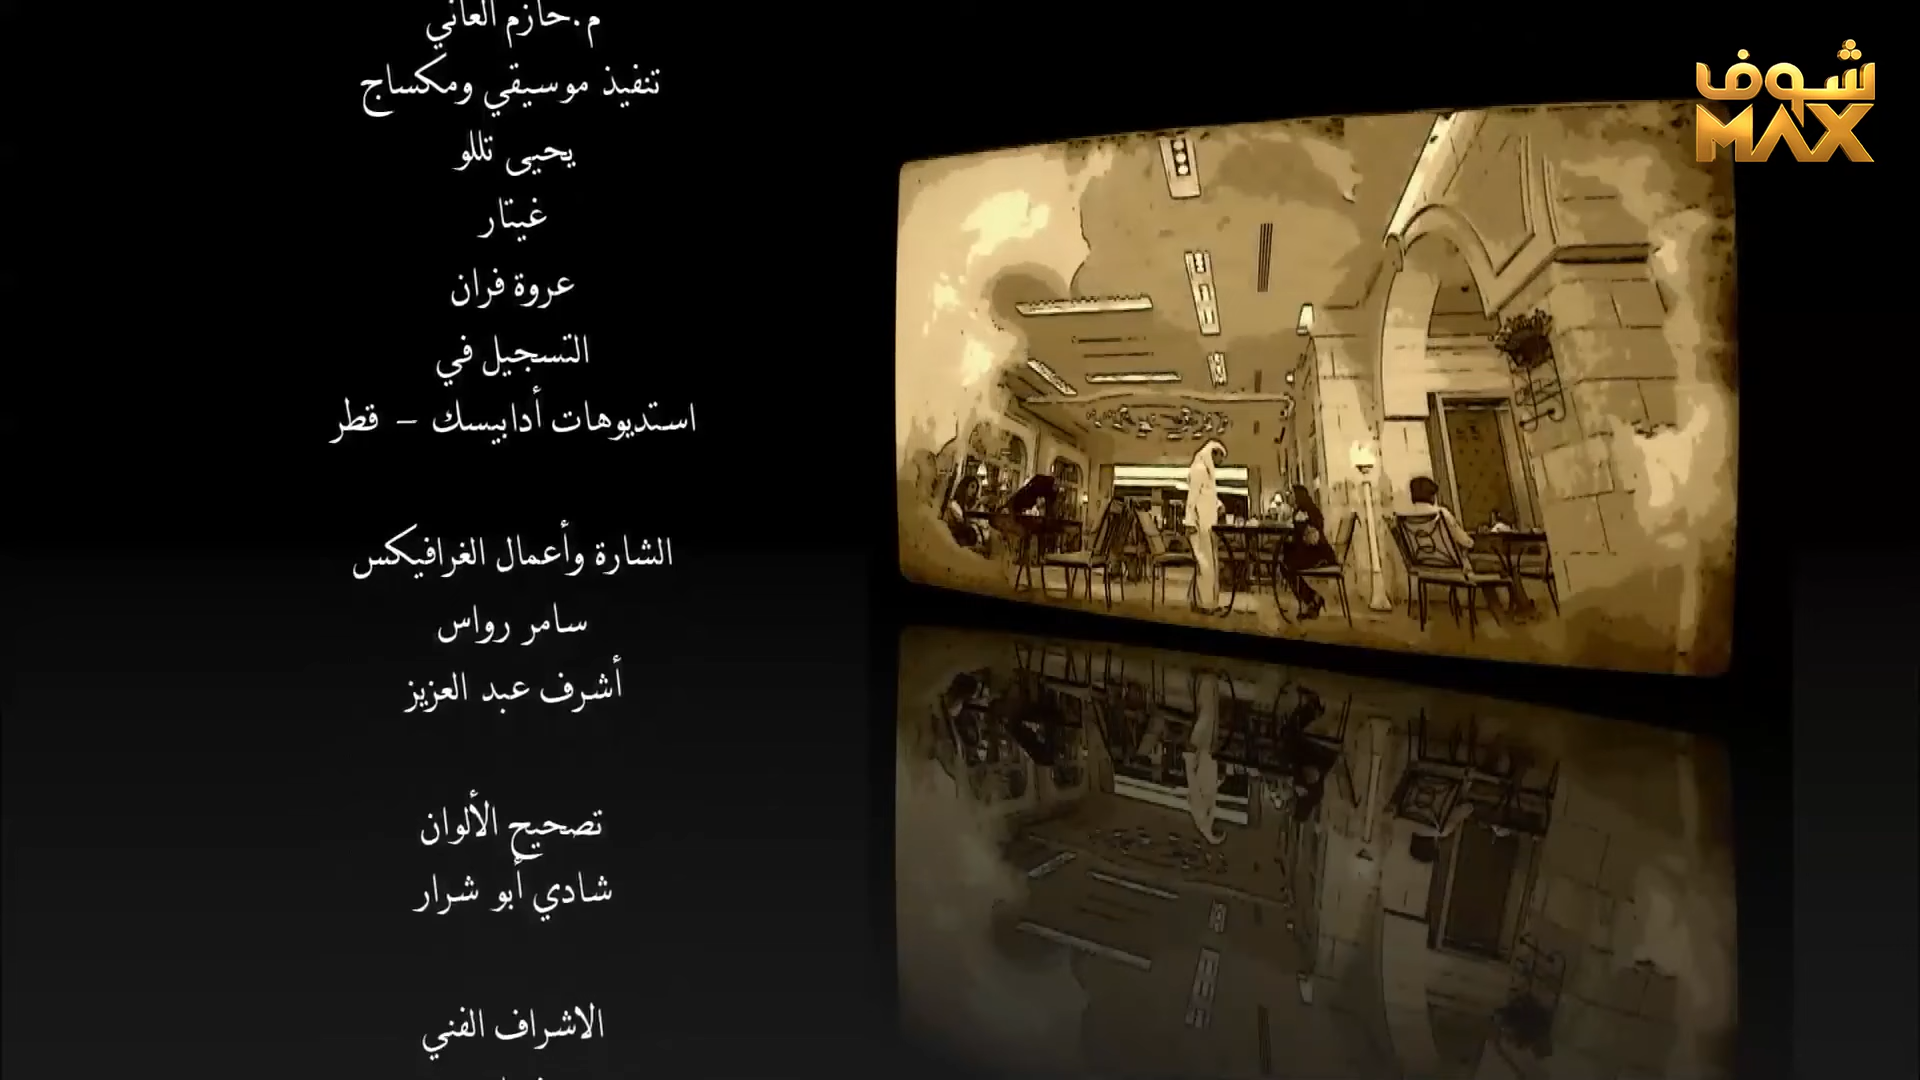 م.حازم العاني
تنفيذ موسيقي ومكساج
يحيى تللو
غيتار
عروة فران
التسجيل في
استديوهات أدابيسك – قطر
الشارة وأعمال الغرافيكس
سامر رواس
أشرف عبد العزيز
تصحيح الألوان
شادي أبو شرار
الاشراف الفني
شوف
MAX